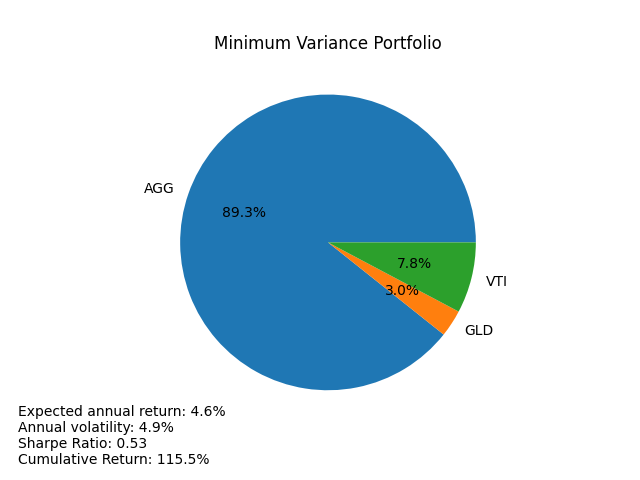 Minimum Variance Portfolio
AGG
89.3%
7.8%
VTI
3.0%
GLD
Expected annual return: 4.6%
Annual volatility: 4.9%
Sharpe Ratio: 0.53
Cumulative Return: 115.5%